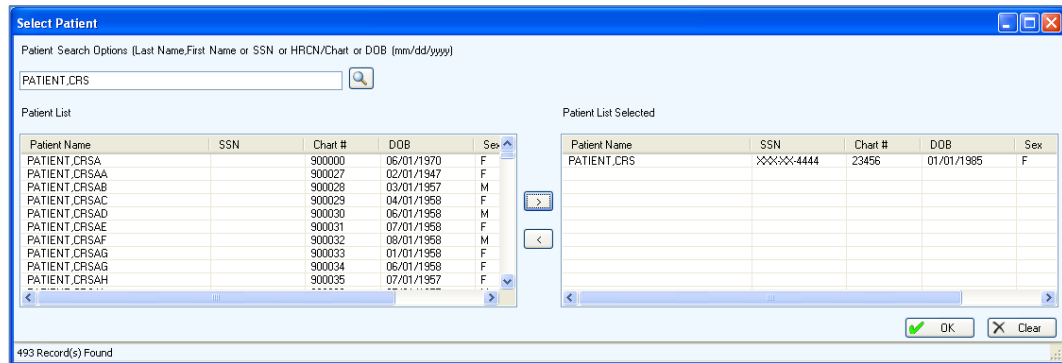 Select Patient
Patient Search Options (Last Name,First Name or SSN or HRCN/Chart or DOB (mm/dd/yyyy)
PATIENT,CRS
Patient List
Patient Name SSN Chart # DOB Sex
PATIENT,CRSA 900000 06/01/1970 F
PATIENT,CRSAA 900027 02/01/1947 F
PATIENT,CRSAB 900028 03/01/1957 M
PATIENT,CRSAC 900029 04/01/1958 F
PATIENT,CRSAD 900030 06/01/1958 M
PATIENT,CRSAE 900031 07/01/1958 F
PATIENT,CRSAF 900032 08/01/1958 M
PATIENT,CRSAG 900033 01/01/1958 F
PATIENT,CRSAG 900034 06/01/1958 F
PATIENT,CRSAH 900035 07/01/1957 F
>
<
Patient List Selected
Patient Name SSN Chart # DOB Sex
PATIENT,CRS XXX-XX-4444 23456 01/01/1985 F
OK Clear
493 Record(s) Found